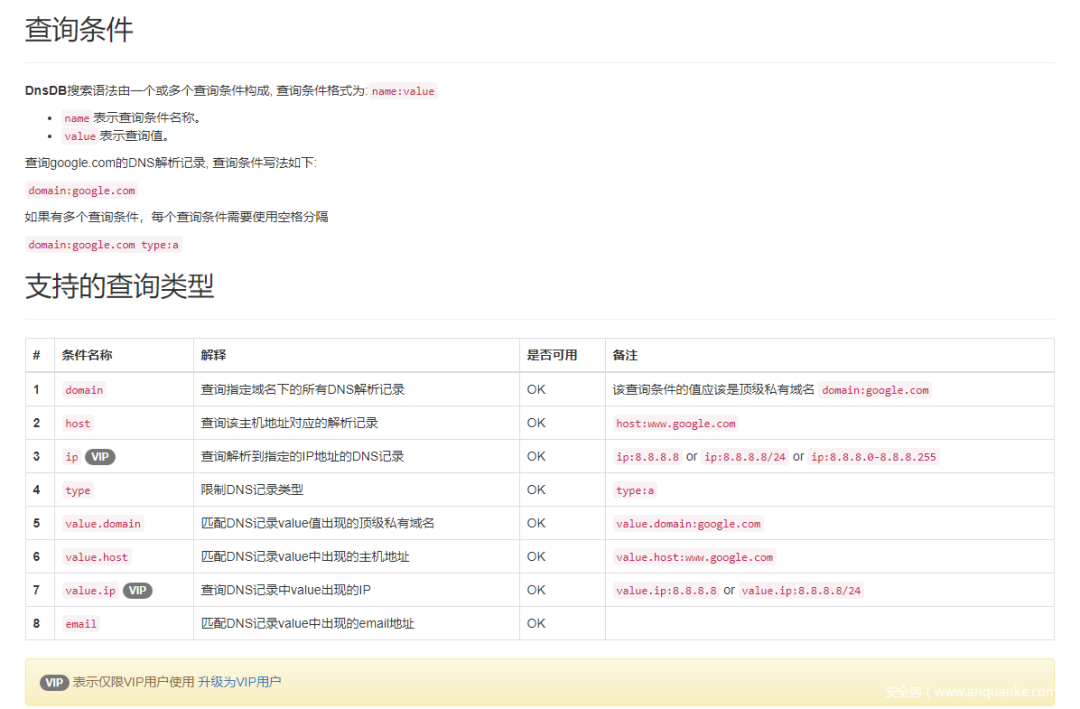 查询条件
DnsDB搜索语法由一个或多个查询条件构成, 查询条件格式为: name:value
name 表示查询条件名称。
value 表示查询值。
查询google.com的DNS解析记录, 查询条件写法如下:
domain:google.com
如果有多个查询条件，每个查询条件需要使用空格分隔
domain:google.com type:a
支持的查询类型
# 条件名称 解释 是否可用 备注
1 domain 查询指定域名下的所有DNS解析记录 OK 该查询条件的值应该是顶级私有域名 domain:google.com
2 host 查询该主机地址对应的解析记录 OK host:www.google.com
3 ip VIP 查询解析到指定的IP地址的DNS记录 OK ip:8.8.8.8 or ip:8.8.8.8/24 or ip:8.8.8.0-8.8.8.255
4 type 限制DNS记录类型 OK type:a
5 value.domain 匹配DNS记录value值出现的顶级私有域名 OK value.domain:google.com
6 value.host 匹配DNS记录value中出现的主机地址 OK value.host:www.google.com
7 value.ip VIP 查询DNS记录中value出现的IP OK value.ip:8.8.8.8 or value.ip:8.8.8.8/24
8 email 匹配DNS记录value中出现的email地址 OK
VIP 表示仅限VIP用户使用 升级为VIP用户
安全客 ( www.anquanke.com